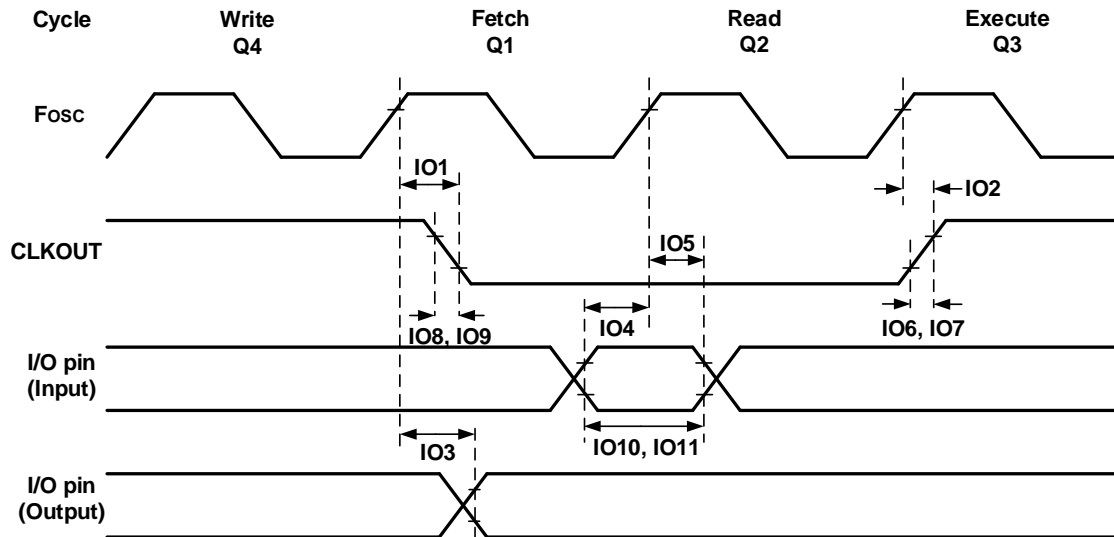 Cycle
Write
Q4
Fetch
Q1
Read
Q2
Execute
Q3
FOSC
IO1
IO2
CLKOUT
IO5
IO8, IO9
IO4
IO6, IO7
I/O pin
(Input)
IO10, IO11
IO3
I/O pin
(Output)